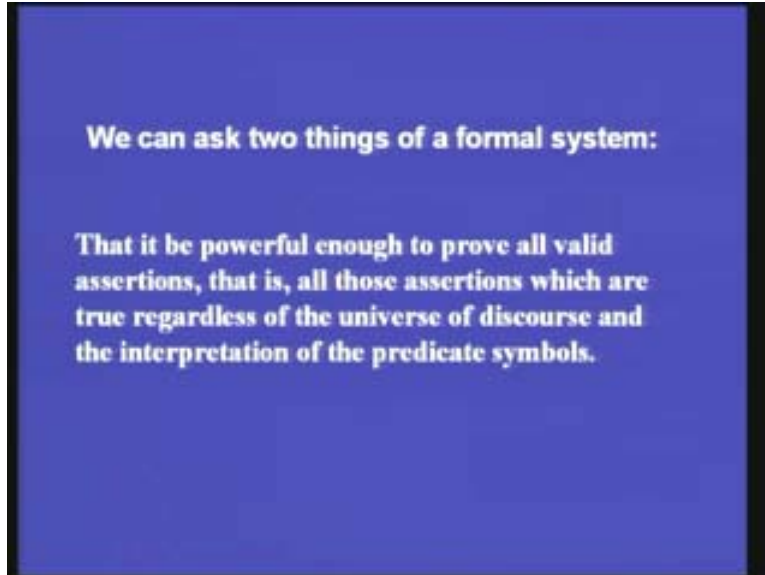 We can ask two things of a formal system:
That it be powerful enough to prove all valid
assertions, that is, all those assertions which are
true regardless of the universe of discourse and
the interpretation of the predicate symbols.